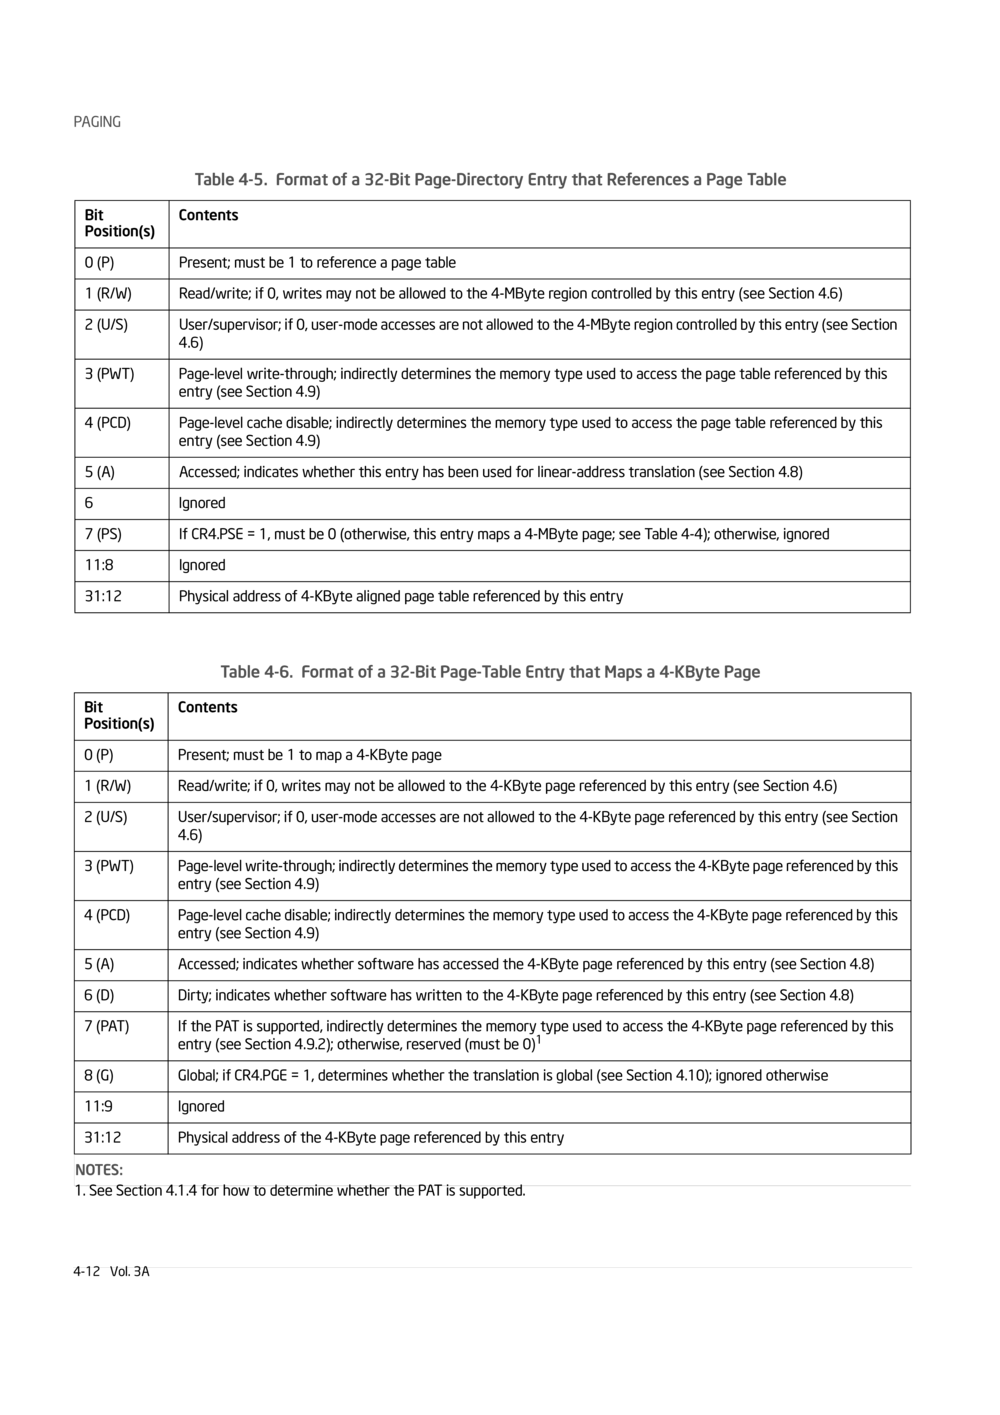 PAGING
Table 4-5. Format of a 32-Bit Page-Directory Entry that References a Page Table
Bit
Position(s)
Contents
0 (P)
Present; must be 1 to reference a page table
1 (R/W)
Read/write; if 0, writes may not be allowed to the 4-MByte region controlled by this entry (see Section 4.6)
2 (U/S)
User/supervisor; if 0, user-mode accesses are not allowed to the 4-MByte region controlled by this entry (see Section
4.6)
3 (PWT)
Page-level write-through; indirectly determines the memory type used to access the page table referenced by this
entry (see Section 4.9)
4 (PCD)
Page-level cache disable; indirectly determines the memory type used to access the page table referenced by this
entry (see Section 4.9)
5 (A)
Accessed; indicates whether this entry has been used for linear-address translation (see Section 4.8)
6
Ignored
7 (PS)
If CR4.PSE = 1, must be 0 (otherwise, this entry maps a 4-MByte page; see Table 4-4); otherwise, ignored
11:8
Ignored
31:12
Physical address of 4-KByte aligned page table referenced by this entry
Table 4-6. Format of a 32-Bit Page-Table Entry that Maps a 4-KByte Page
Bit
Position(s)
Contents
0 (P)
Present; must be 1 to map a 4-KByte page
1 (R/W)
Read/write; if 0, writes may not be allowed to the 4-KByte page referenced by this entry (see Section 4.6)
2 (U/S)
User/supervisor; if 0, user-mode accesses are not allowed to the 4-KByte page referenced by this entry (see Section
4.6)
3 (PWT)
Page-level write-through; indirectly determines the memory type used to access the 4-KByte page referenced by this
entry (see Section 4.9)
4 (PCD)
Page-level cache disable; indirectly determines the memory type used to access the 4-KByte page referenced by this
entry (see Section 4.9)
5 (A)
Accessed; indicates whether software has accessed the 4-KByte page referenced by this entry (see Section 4.8)
6 (D)
Dirty; indicates whether software has written to the 4-KByte page referenced by this entry (see Section 4.8)
7 (PAT)
If the PAT is supported, indirectly determines the memory type used to access the 4-KByte page referenced by this
entry (see Section 4.9.2); otherwise, reserved (must be 0)1
8 (G)
Global; if CR4.PGE = 1, determines whether the translation is global (see Section 4.10); ignored otherwise
11:9
Ignored
31:12
Physical address of the 4-KByte page referenced by this entry
NOTES:
1. See Section 4.1.4 for how to determine whether the PAT is supported.
4-12 Vol. 3A